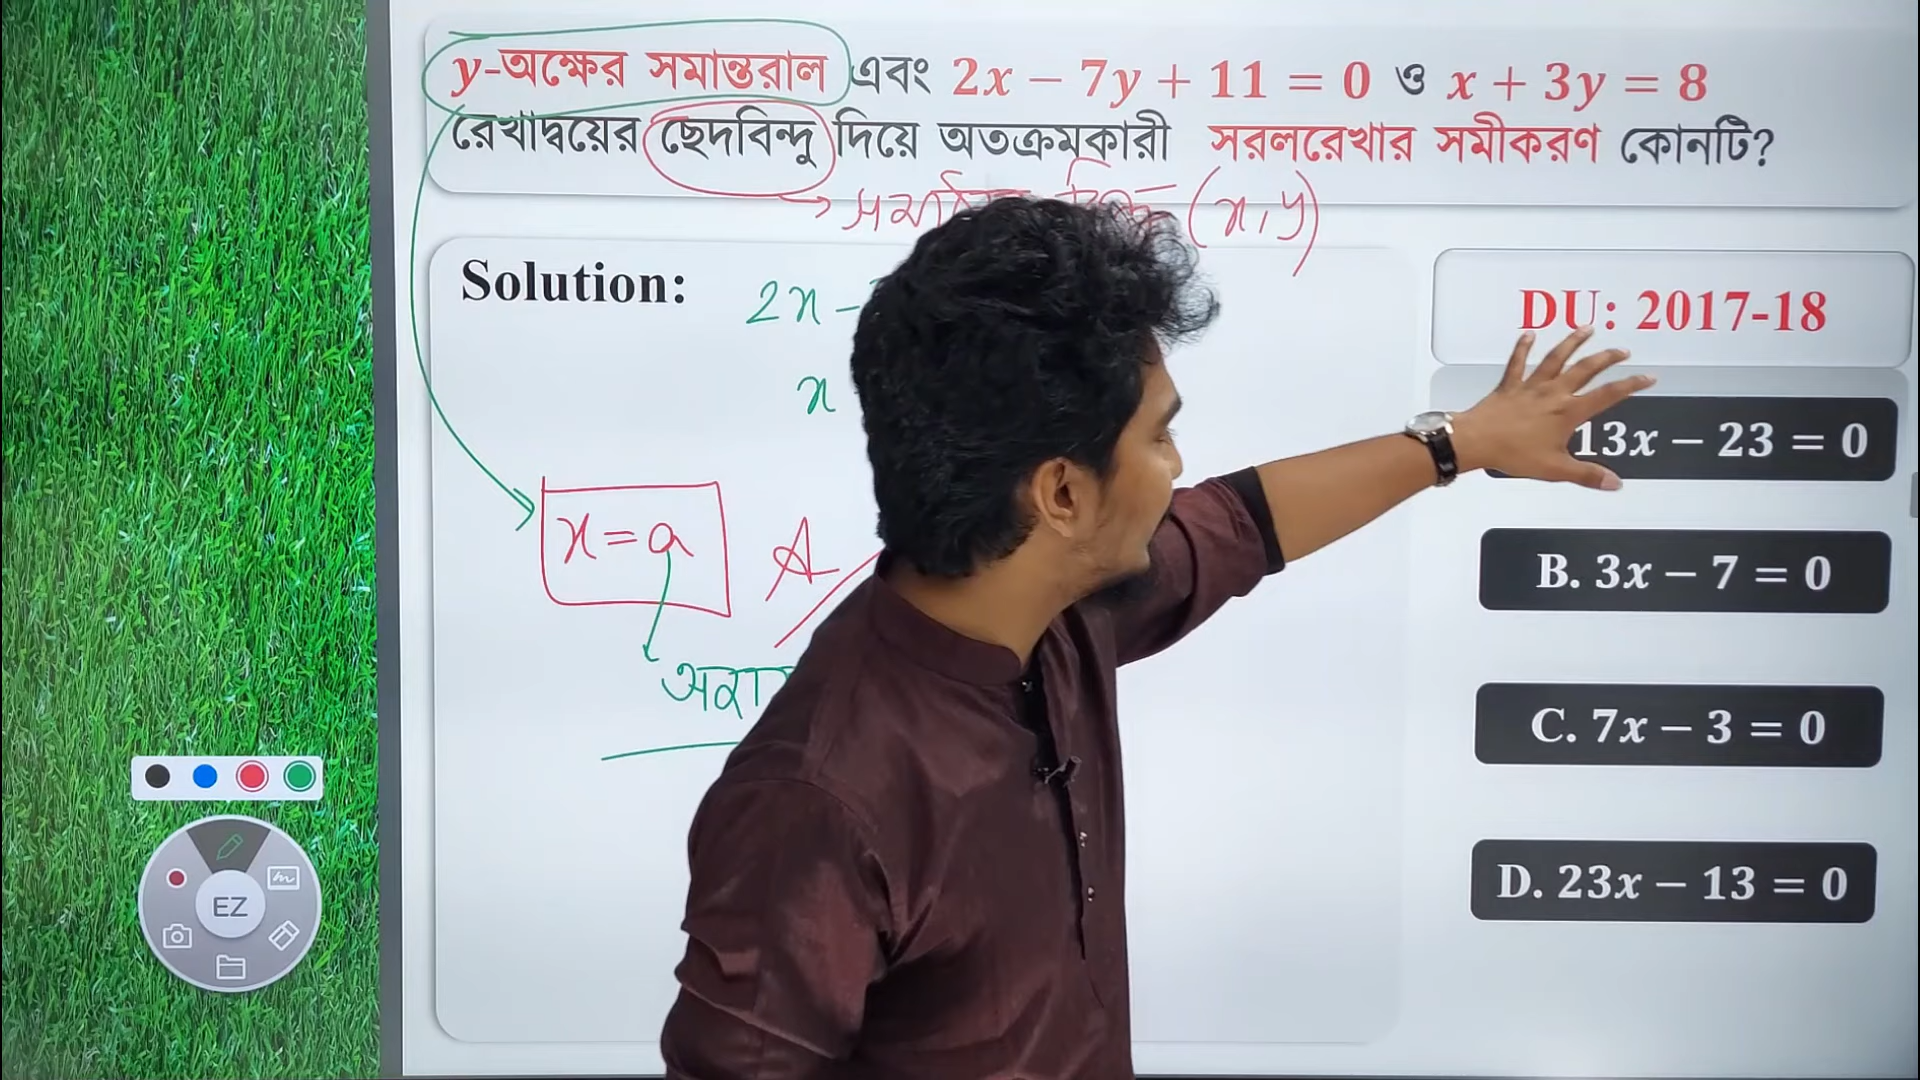 y-অক্ষের সমান্তরাল এবং 2x − 7y + 11 = 0 ও x + 3y = 8
রেখাদ্বয়ের ছেদবিন্দু দিয়ে অতক্রমকারী সরলরেখার সমীকরণ কোনটি?
(x, y)
Solution:
2x −
x
x = a
A
DU: 2017-18
13x − 23 = 0
B. 3x − 7 = 0
C. 7x − 3 = 0
D. 23x − 13 = 0
EZ